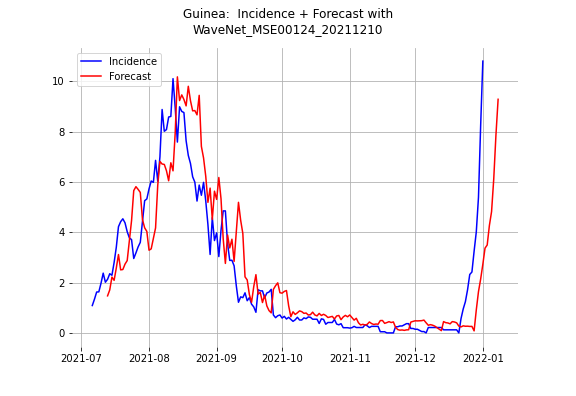 Guinea:  Incidence + Forecast with
WaveNet_MSE00124_20211210
Incidence
Forecast
10
8
6
4
2
0
2021-07 2021-08 2021-09 2021-10 2021-11 2021-12 2022-01